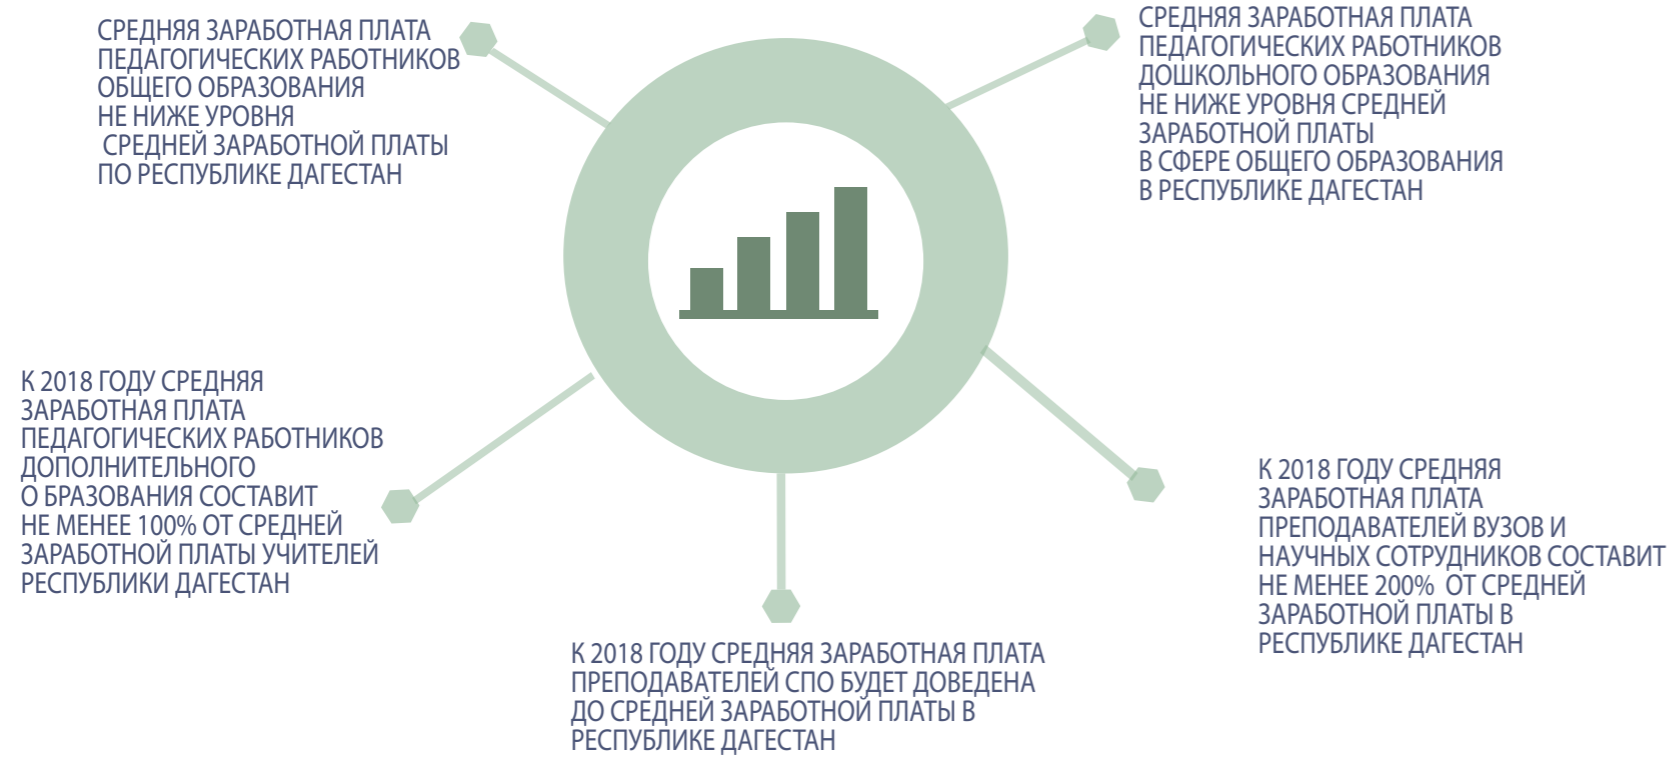 СРЕДНЯЯ ЗАРАБОТНАЯ ПЛАТА
ПЕДАГОГИЧЕСКИХ РАБОТНИКОВ
ОБЩЕГО ОБРАЗОВАНИЯ
НЕ НИЖЕ УРОВНЯ
СРЕДНЕЙ ЗАРАБОТНОЙ ПЛАТЫ
ПО РЕСПУБЛИКЕ ДАГЕСТАН
СРЕДНЯЯ ЗАРАБОТНАЯ ПЛАТА
ПЕДАГОГИЧЕСКИХ РАБОТНИКОВ
ДОШКОЛЬНОГО ОБРАЗОВАНИЯ
НЕ НИЖЕ УРОВНЯ СРЕДНЕЙ
ЗАРАБОТНОЙ ПЛАТЫ
В СФЕРЕ ОБЩЕГО ОБРАЗОВАНИЯ
В РЕСПУБЛИКЕ ДАГЕСТАН
К 2018 ГОДУ СРЕДНЯЯ
ЗАРАБОТНАЯ ПЛАТА
ПЕДАГОГИЧЕСКИХ РАБОТНИКОВ
ДОПОЛНИТЕЛЬНОГО
О БРАЗОВАНИЯ СОСТАВИТ
НЕ МЕНЕЕ 100% ОТ СРЕДНЕЙ
ЗАРАБОТНОЙ ПЛАТЫ УЧИТЕЛЕЙ
РЕСПУБЛИКИ ДАГЕСТАН
К 2018 ГОДУ СРЕДНЯЯ ЗАРАБОТНАЯ ПЛАТА
ПРЕПОДАВАТЕЛЕЙ СПО БУДЕТ ДОВЕДЕНА
ДО СРЕДНЕЙ ЗАРАБОТНОЙ ПЛАТЫ В
РЕСПУБЛИКЕ ДАГЕСТАН
К 2018 ГОДУ СРЕДНЯЯ
ЗАРАБОТНАЯ ПЛАТА
ПРЕПОДАВАТЕЛЕЙ ВУЗОВ И
НАУЧНЫХ СОТРУДНИКОВ СОСТАВИТ
НЕ МЕНЕЕ 200% ОТ СРЕДНЕЙ
ЗАРАБОТНОЙ ПЛАТЫ В
РЕСПУБЛИКЕ ДАГЕСТАН